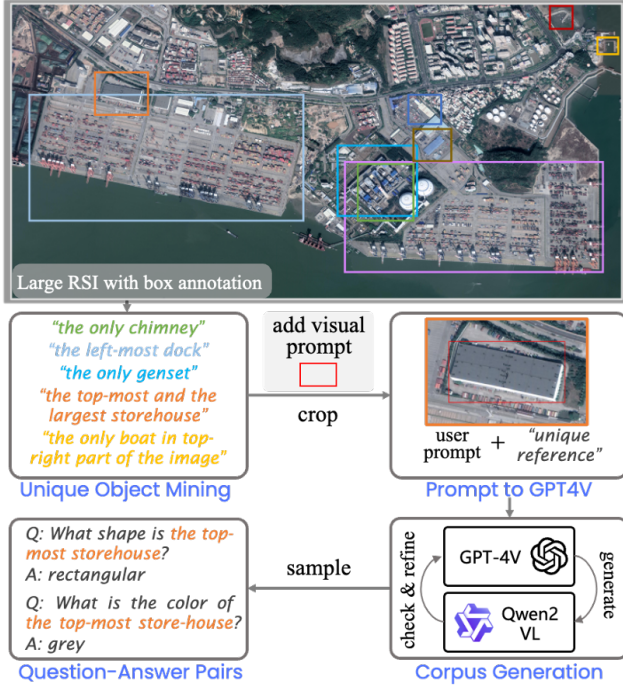 Large RSI with box annotation
"the only chimney"
"the left-most dock"
"the only genset"
"the top-most and the
largest storehouse"
"the only boat in top-
right part of the image"
Unique Object Mining
add visual
prompt
crop
user
prompt
+
"unique
reference"
Prompt to GPT4V
Q: What shape is the top-
most storehouse?
A: rectangular
Q: What is the color of
the top-most store-house?
A: grey
Question-Answer Pairs
sample
check & refine
GPT-4V
Qwen2
VL
generate
Corpus Generation